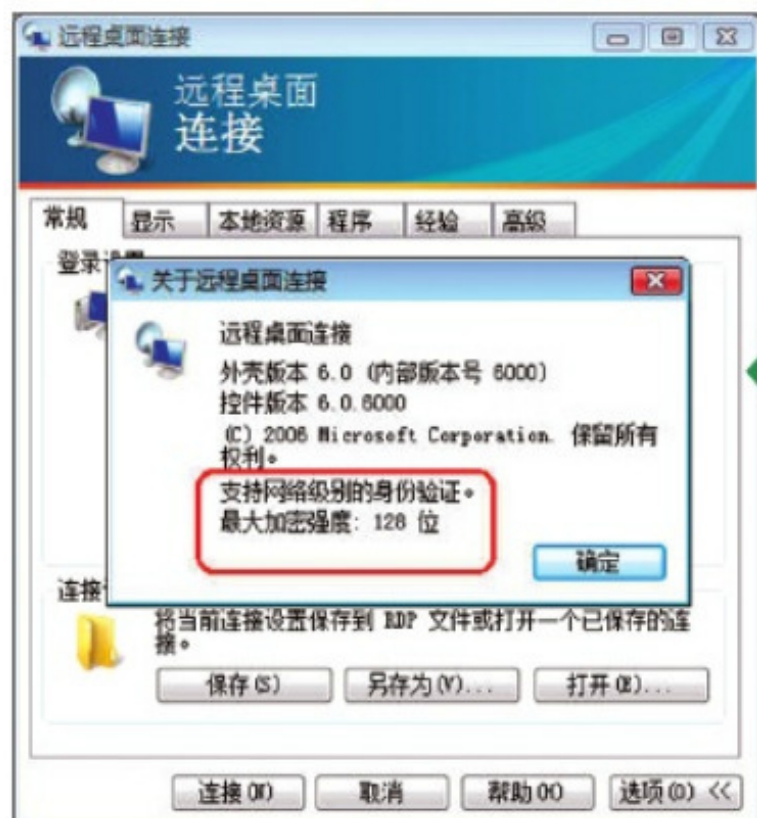 远程桌面连接
远程桌面
连接
常规 显示 本地资源 程序 经验 高级
登录
关于远程桌面连接
远程桌面连接
外壳版本 6.0 (内部版本号 6000)
控件版本 6.0.6000
(C) 2006 Microsoft Corporation. 保留所有
权利。
支持网络级别的身份验证。
最大加密强度: 128 位
确定
连接
将当前连接设置保存到 RDP 文件或打开一个已保存的连
接。
保存(S) 另存为(V)... 打开(E)...
连接(N) 取消 帮助(H) 选项(O) <<